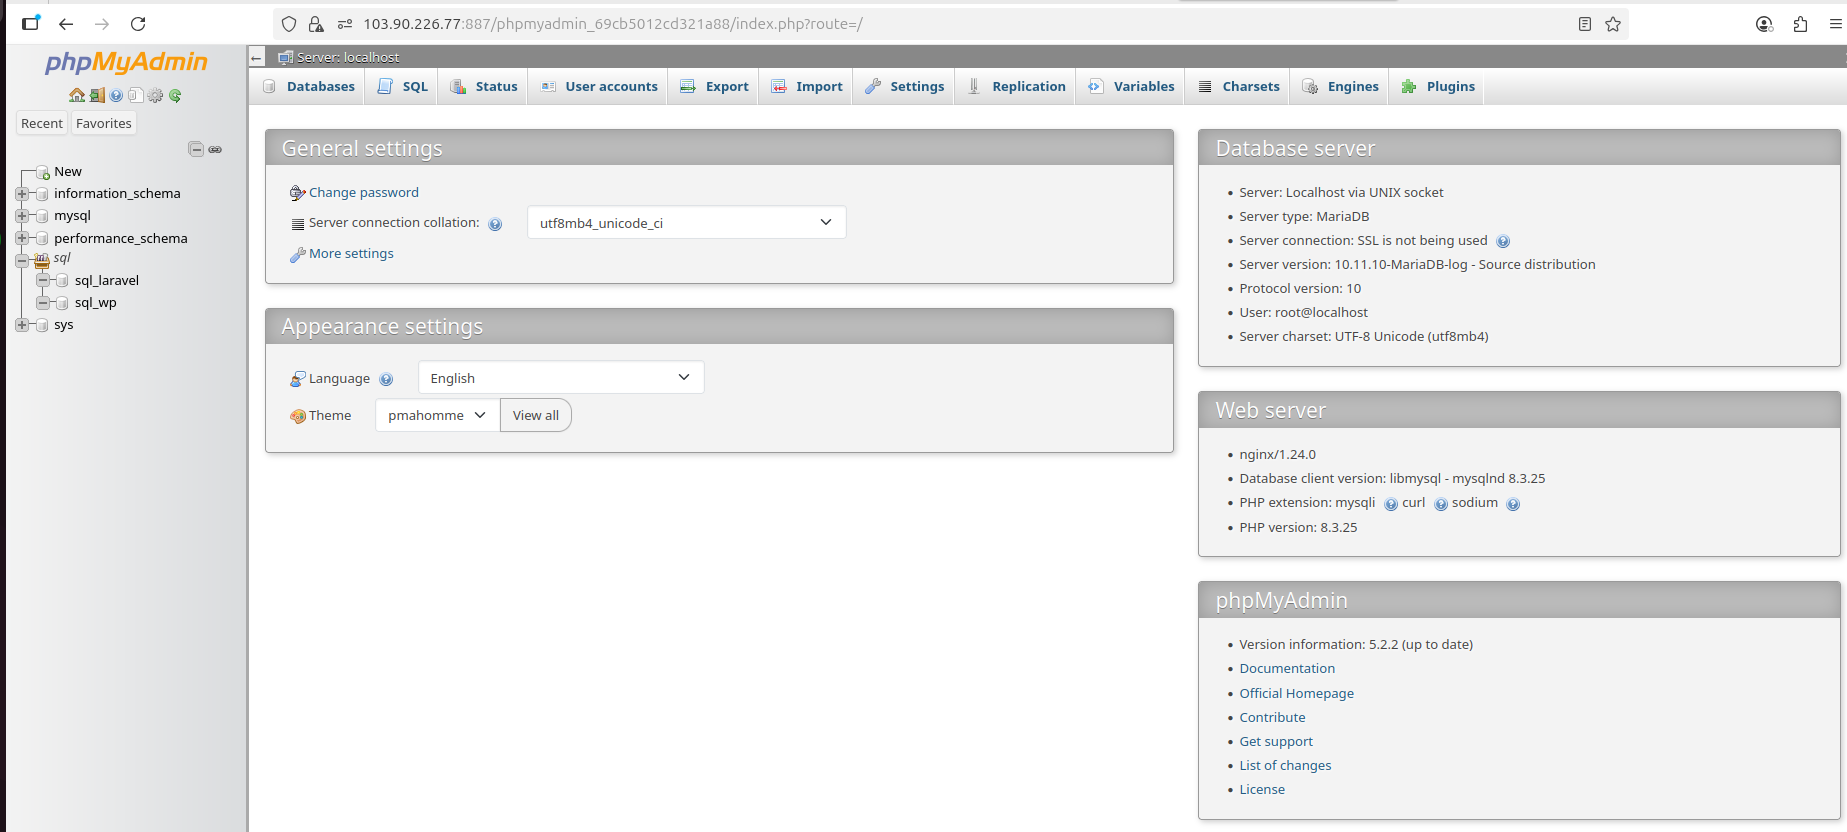 103.90.226.77:887/phpmyadmin_69cb5012cd321a88/index.php?route=/
phpMyAdmin
Recent Favorites
New
information_schema
mysql
performance_schema
sql
sql_laravel
sql_wp
sys
Server: localhost
Databases SQL Status User accounts Export Import Settings Replication Variables Charsets Engines Plugins
General settings
Change password
Server connection collation: utf8mb4_unicode_ci
More settings
Appearance settings
Language English
Theme pmahomme View all
Database server
Server: Localhost via UNIX socket
Server type: MariaDB
Server connection: SSL is not being used
Server version: 10.11.10-MariaDB-log - Source distribution
Protocol version: 10
User: root@localhost
Server charset: UTF-8 Unicode (utf8mb4)
Web server
nginx/1.24.0
Database client version: libmysql - mysqlnd 8.3.25
PHP extension: mysqli curl sodium
PHP version: 8.3.25
phpMyAdmin
Version information: 5.2.2 (up to date)
Documentation
Official Homepage
Contribute
Get support
List of changes
License